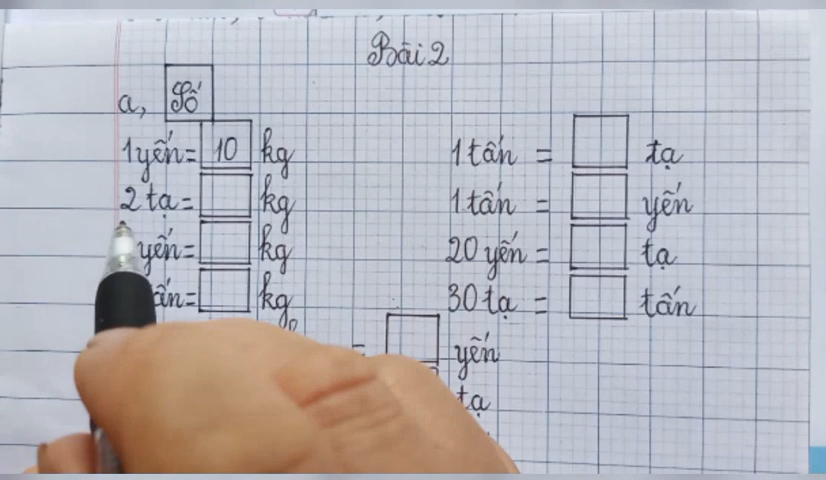 Bài 2
a, Số
1 yến = 10 kg
2 tạ = kg
yến = kg
= kg
1 tấn = tạ
1 tấn = yến
20 yến = tạ
30 tạ = tấn
= yến
tạ